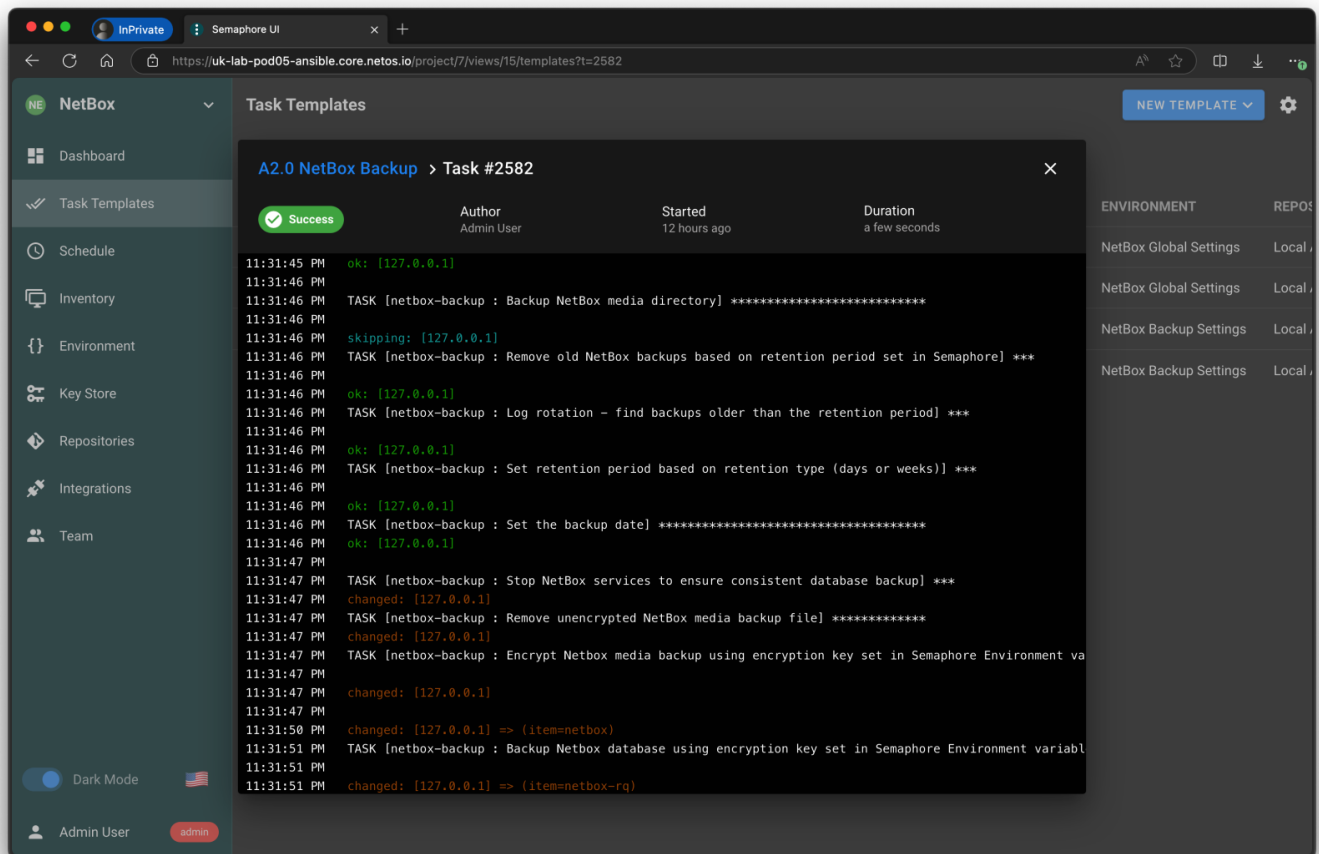 InPrivate
Semaphore UI
https://uk-lab-pod05-ansible.core.netos.io/project/7/views/15/templates?t=2582
NE NetBox
Task Templates
NEW TEMPLATE
Dashboard
Task Templates
Schedule
Inventory
Environment
Key Store
Repositories
Integrations
Team
Dark Mode
Admin User admin
A2.0 NetBox Backup > Task #2582
Success
Author
Admin User
Started
12 hours ago
Duration
a few seconds
11:31:45 PM ok: [127.0.0.1]
11:31:46 PM
11:31:46 PM TASK [netbox-backup : Backup NetBox media directory] ***************************
11:31:46 PM
11:31:46 PM skipping: [127.0.0.1]
11:31:46 PM TASK [netbox-backup : Remove old NetBox backups based on retention period set in Semaphore] ***
11:31:46 PM
11:31:46 PM ok: [127.0.0.1]
11:31:46 PM TASK [netbox-backup : Log rotation – find backups older than the retention period] ***
11:31:46 PM
11:31:46 PM ok: [127.0.0.1]
11:31:46 PM TASK [netbox-backup : Set retention period based on retention type (days or weeks)] ***
11:31:46 PM
11:31:46 PM ok: [127.0.0.1]
11:31:46 PM TASK [netbox-backup : Set the backup date] *************************************
11:31:46 PM ok: [127.0.0.1]
11:31:47 PM
11:31:47 PM TASK [netbox-backup : Stop NetBox services to ensure consistent database backup] ***
11:31:47 PM changed: [127.0.0.1]
11:31:47 PM TASK [netbox-backup : Remove unencrypted NetBox media backup file] *************
11:31:47 PM changed: [127.0.0.1]
11:31:47 PM TASK [netbox-backup : Encrypt Netbox media backup using encryption key set in Semaphore Environment va
11:31:47 PM
11:31:47 PM changed: [127.0.0.1]
11:31:47 PM
11:31:50 PM changed: [127.0.0.1] => (item=netbox)
11:31:51 PM TASK [netbox-backup : Backup Netbox database using encryption key set in Semaphore Environment variabl
11:31:51 PM
11:31:51 PM changed: [127.0.0.1] => (item=netbox-rq)
ENVIRONMENT REPOS
NetBox Global Settings Local
NetBox Global Settings Local
NetBox Backup Settings Local
NetBox Backup Settings Local